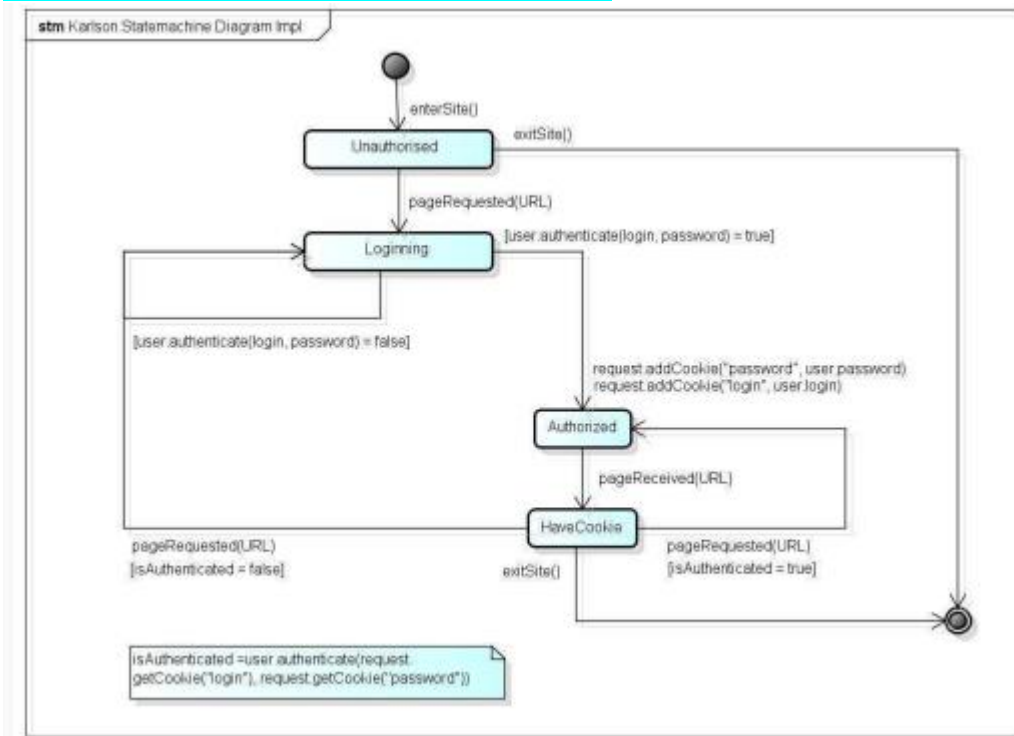 stm Karlson Statemachine Diagram Impl
enterSite()
exitSite()
Unauthorised
pageRequested(URL)
[user.authenticate(login, password) = true]
Loginning
[user.authenticate(login, password) = false]
request.addCookie("password", user.password)
request.addCookie("login", user.login)
Authorized
pageReceived(URL)
HaveCookie
pageRequested(URL)
[isAuthenticated = false]
exitSite()
pageRequested(URL)
[isAuthenticated = true]
isAuthenticated =user.authenticate(request.
getCookie("login"), request.getCookie("password"))